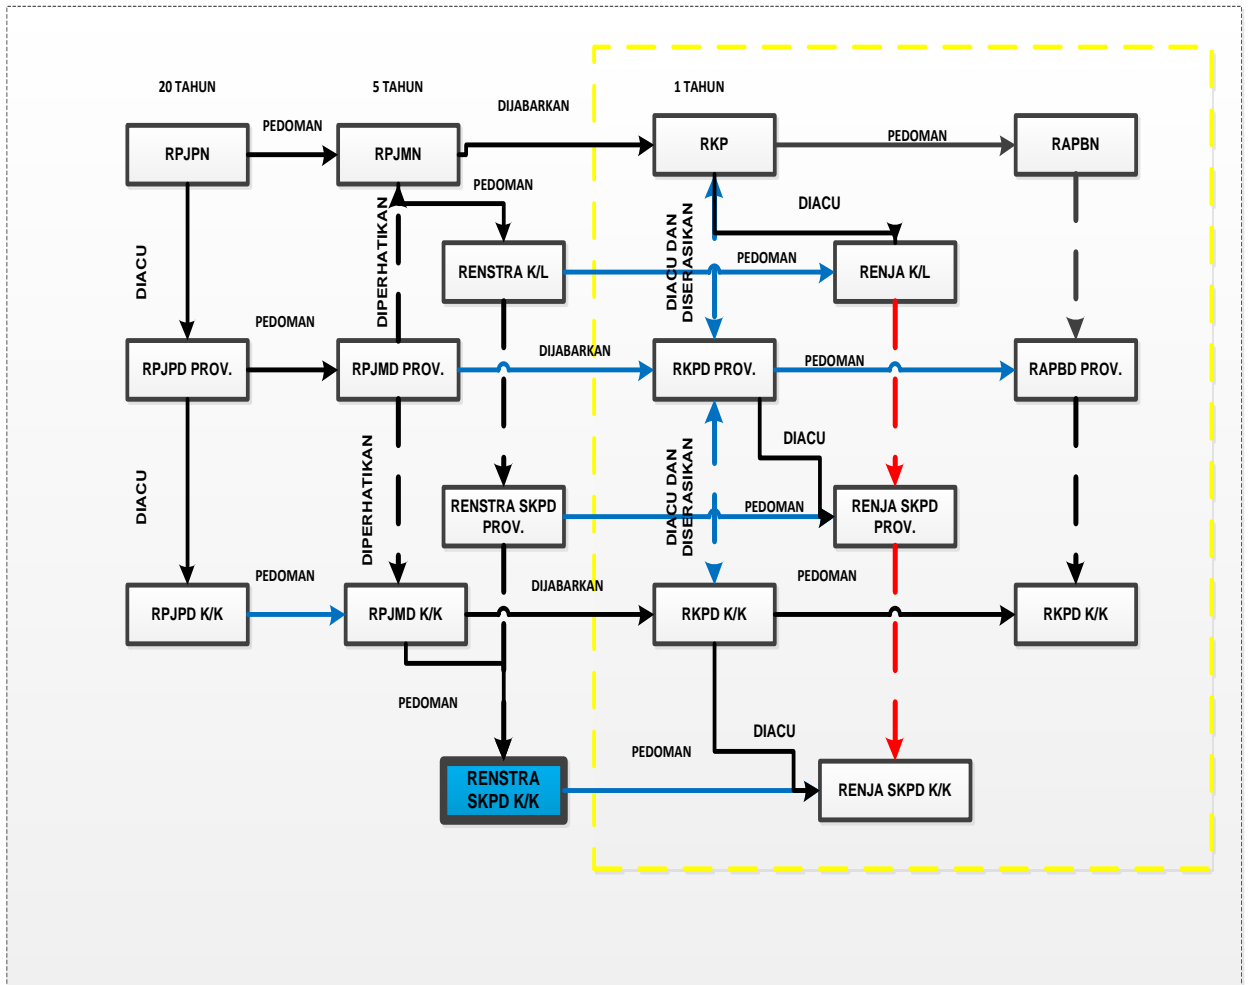 20 TAHUN
5 TAHUN
1 TAHUN
DIJABARKAN
PEDOMAN
PEDOMAN
RPJPN
RPJMN
RKP
RAPBN
PEDOMAN
DIACU
DIPERHATIKAN
DIACU DAN
DISERASIKAN
DIACU
RENSTRA K/L
PEDOMAN
RENJA K/L
PEDOMAN
DIJABARKAN
PEDOMAN
RPJPD PROV.
RPJMD PROV.
RKPD PROV.
RAPBD PROV.
DIACU
DIPERHATIKAN
DIACU DAN
DISERASIKAN
DIACU
RENSTRA SKPD
PROV.
PEDOMAN
RENJA SKPD
PROV.
PEDOMAN
DIJABARKAN
PEDOMAN
RPJPD K/K
RPJMD K/K
RKPD K/K
RKPD K/K
PEDOMAN
DIACU
PEDOMAN
RENSTRA
SKPD K/K
RENJA SKPD K/K